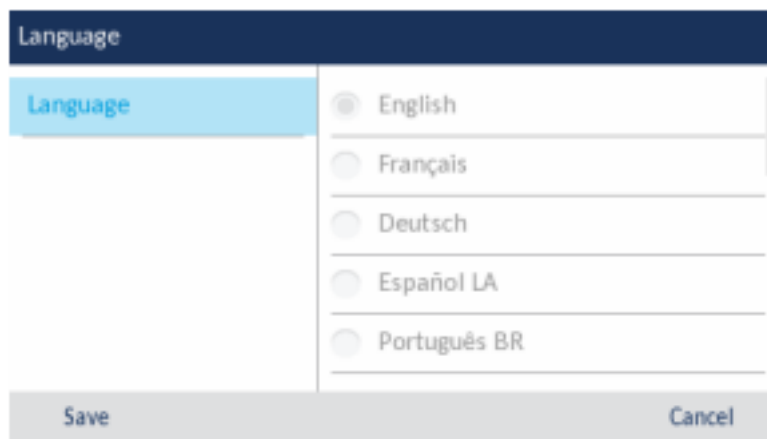 Language
Language
English
Français
Deutsch
Español LA
Português BR
Save Cancel